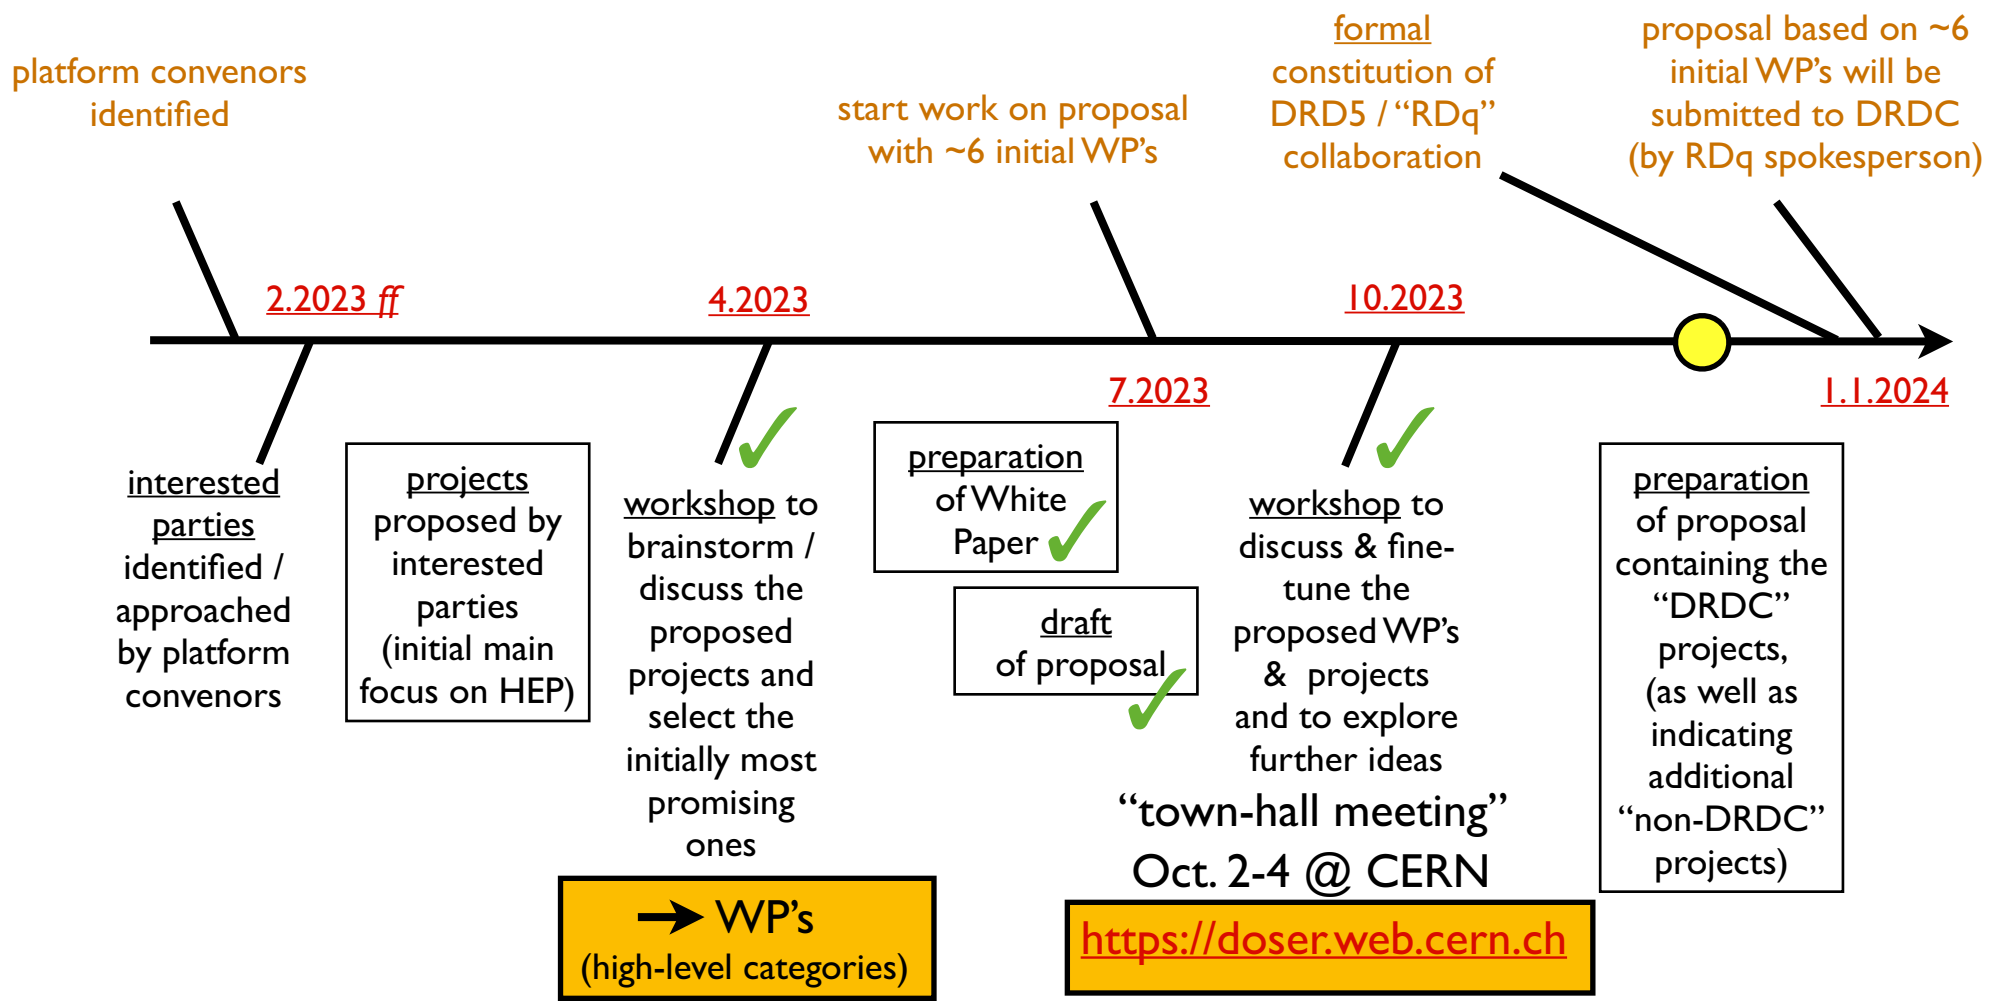 platform convenors
identified
start work on proposal
with ~6 initial WP's
formal
constitution of
DRD5 / “RDq”
collaboration
proposal based on ~6
initial WP’s will be
submitted to DRDC
(by RDq spokesperson)
2.2023 ff
4.2023
10.2023
7.2023
1.1.2024
interested
parties
identified /
approached
by platform
convenors
projects
proposed by
interested
parties
(initial main
focus on HEP)
workshop to
brainstorm /
discuss the
proposed
projects and
select the
initially most
promising
ones
WP’s
(high-level categories)
preparation
of White
Paper
draft
of proposal
workshop to
discuss & fine-
tune the
proposed WP’s
& projects
and to explore
further ideas
“town-hall meeting”
Oct. 2-4 @ CERN
https://doser.web.cern.ch
preparation
of proposal
containing the
“DRDC”
projects,
(as well as
indicating
additional
“non-DRDC”
projects)